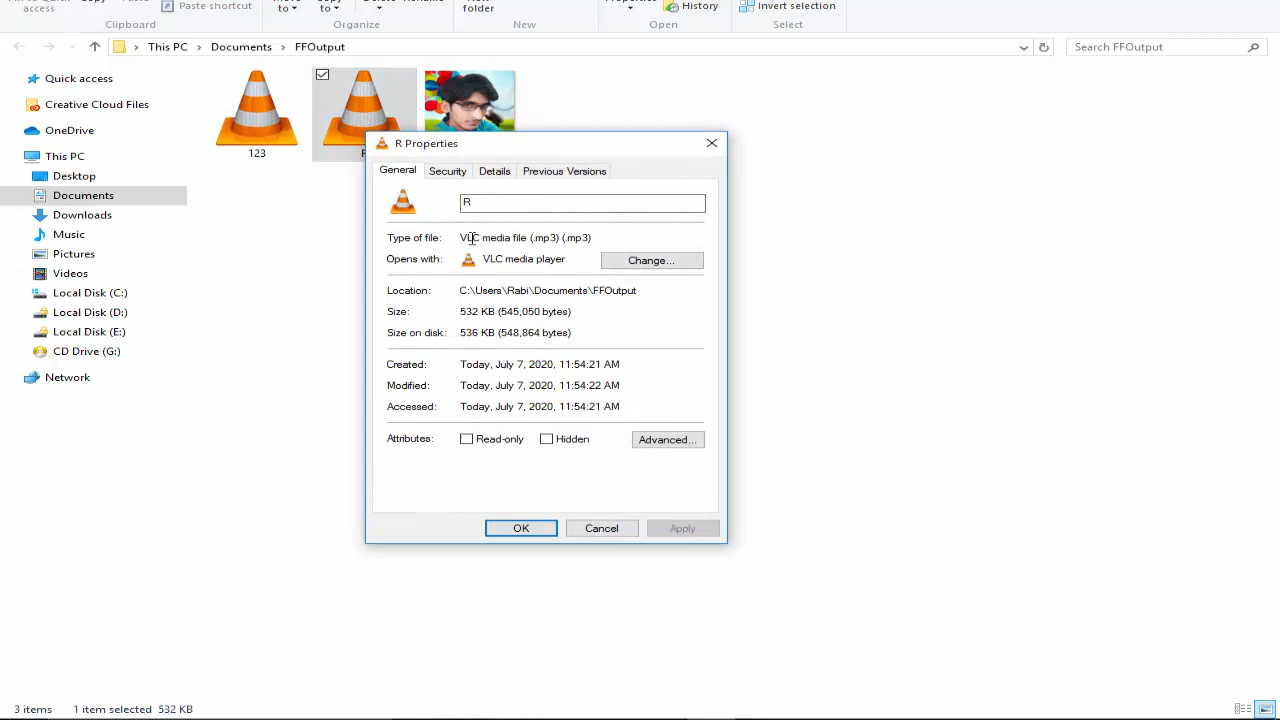 Paste shortcut
access
to
to
folder
History
Invert selection
Clipboard
Organize
New
Open
Select
This PC > Documents > FFOutput
Search FFOutput
Quick access
Creative Cloud Files
OneDrive
This PC
Desktop
Documents
Downloads
Music
Pictures
Videos
Local Disk (C:)
Local Disk (D:)
Local Disk (E:)
CD Drive (G:)
Network
123
R Properties
General
Security
Details
Previous Versions
R
Type of file: VLC media file (.mp3) (.mp3)
Opens with: VLC media player
Change...
Location: C:\Users\Rabi\Documents\FFOutput
Size: 532 KB (545,050 bytes)
Size on disk: 536 KB (548,864 bytes)
Created: Today, July 7, 2020, 11:54:21 AM
Modified: Today, July 7, 2020, 11:54:22 AM
Accessed: Today, July 7, 2020, 11:54:21 AM
Attributes: Read-only Hidden Advanced...
OK Cancel Apply
3 items 1 item selected 532 KB